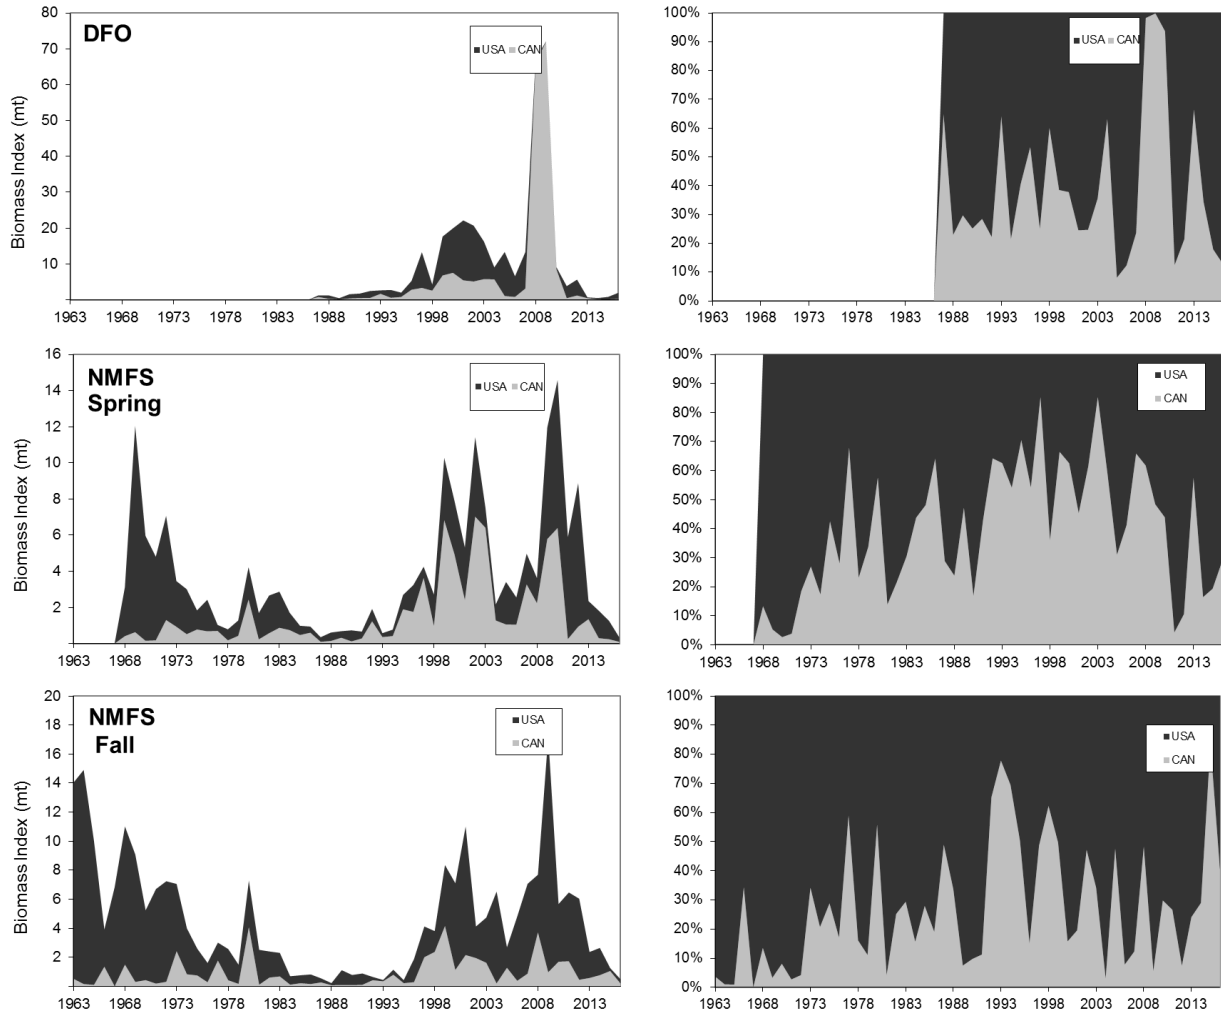 DFO
Biomass Index (mt)
80
70
60
50
40
30
20
10
USA CAN
1963 1968 1973 1978 1983 1988 1993 1998 2003 2008 2013
100%
90%
80%
70%
60%
50%
40%
30%
20%
10%
0%
USA CAN
1963 1968 1973 1978 1983 1988 1993 1998 2003 2008 2013
NMFS
Spring
Biomass Index (mt)
16
14
12
10
8
6
4
2
USA CAN
1963 1968 1973 1978 1983 1988 1993 1998 2003 2008 2013
100%
90%
80%
70%
60%
50%
40%
30%
20%
10%
0%
USA
CAN
1963 1968 1973 1978 1983 1988 1993 1998 2003 2008 2013
NMFS
Fall
Biomass Index (mt)
20
18
16
14
12
10
8
6
4
2
USA
CAN
1963 1968 1973 1978 1983 1988 1993 1998 2003 2008 2013
100%
90%
80%
70%
60%
50%
40%
30%
20%
10%
0%
USA
CAN
1963 1968 1973 1978 1983 1988 1993 1998 2003 2008 2013